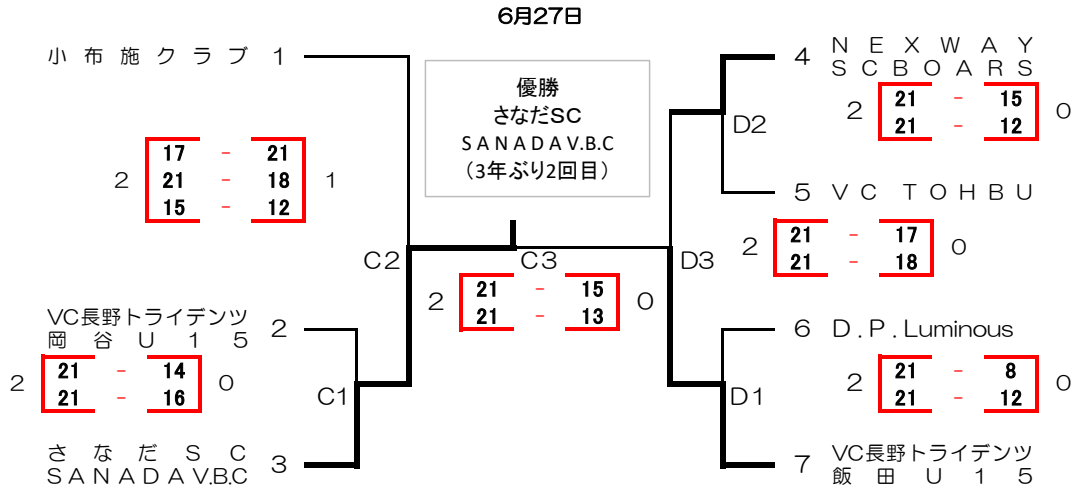 6月27日
小布施クラブ 1
優勝
さなだSC
SANADAV.B.C
(3年ぶり2回目)
4 NEXWAY
SCBOARS
2 21 - 15 0
21 - 12
D2
17 - 21
2 21 - 18 1
15 - 12
5 VC TOHBU
2 21 - 17 0
21 - 18
C2
C3
D3
2 21 - 15 0
21 - 13
VC長野トライデンツ
岡谷U15 2
2 21 - 14 0
21 - 16
C1
さなだSC
SANADAV.B.C 3
6 D.P.Luminous
2 21 - 8 0
21 - 12
D1
7 VC長野トライデンツ
飯田U15